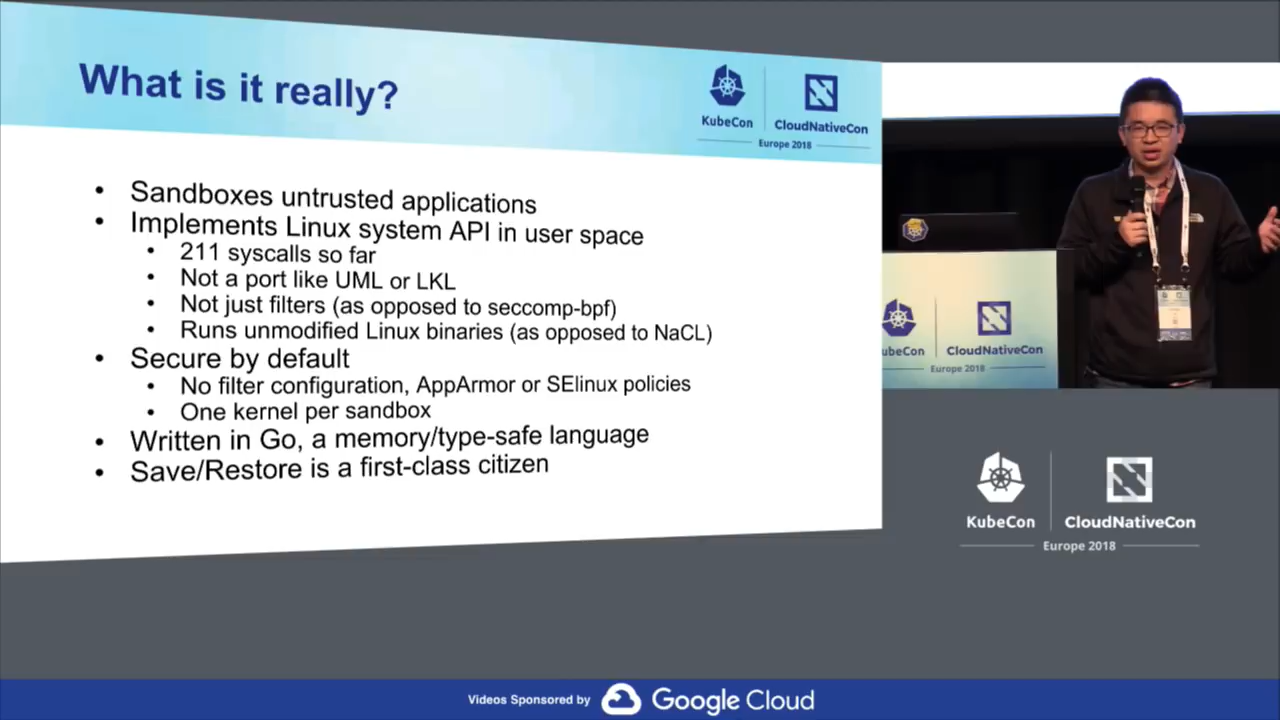 What is it really?
KubeCon
CloudNativeCon
Europe 2018
• Sandboxes untrusted applications
• Implements Linux system API in user space
• 211 syscalls so far
• Not a port like UML or LKL
• Not just filters (as opposed to seccomp-bpf)
• Runs unmodified Linux binaries (as opposed to NaCL)
• Secure by default
• No filter configuration, AppArmor or SElinux policies
• One kernel per sandbox
• Written in Go, a memory/type-safe language
• Save/Restore is a first-class citizen
ubeCon
CloudNativeCon
Europe 2018
KubeCon
CloudNativeCon
Europe 2018
Videos Sponsored by
Google Cloud